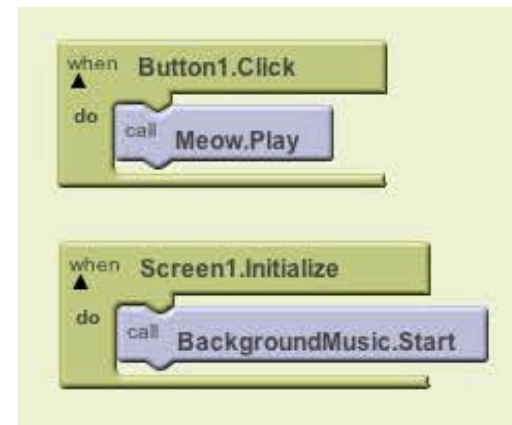 when Button1.Click
do call Meow.Play
when Screen1.Initialize
do call BackgroundMusic.Start